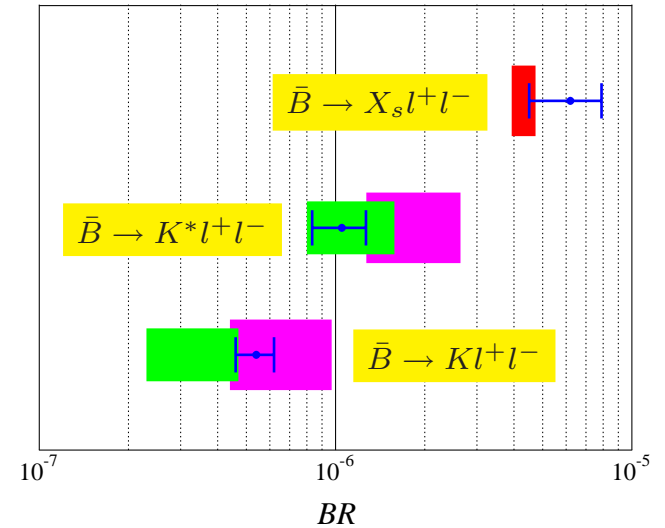 B̄ → X_s l⁺ l⁻
B̄ → K* l⁺ l⁻
B̄ → K l⁺ l⁻
10⁻⁷ 10⁻⁶ 10⁻⁵
BR